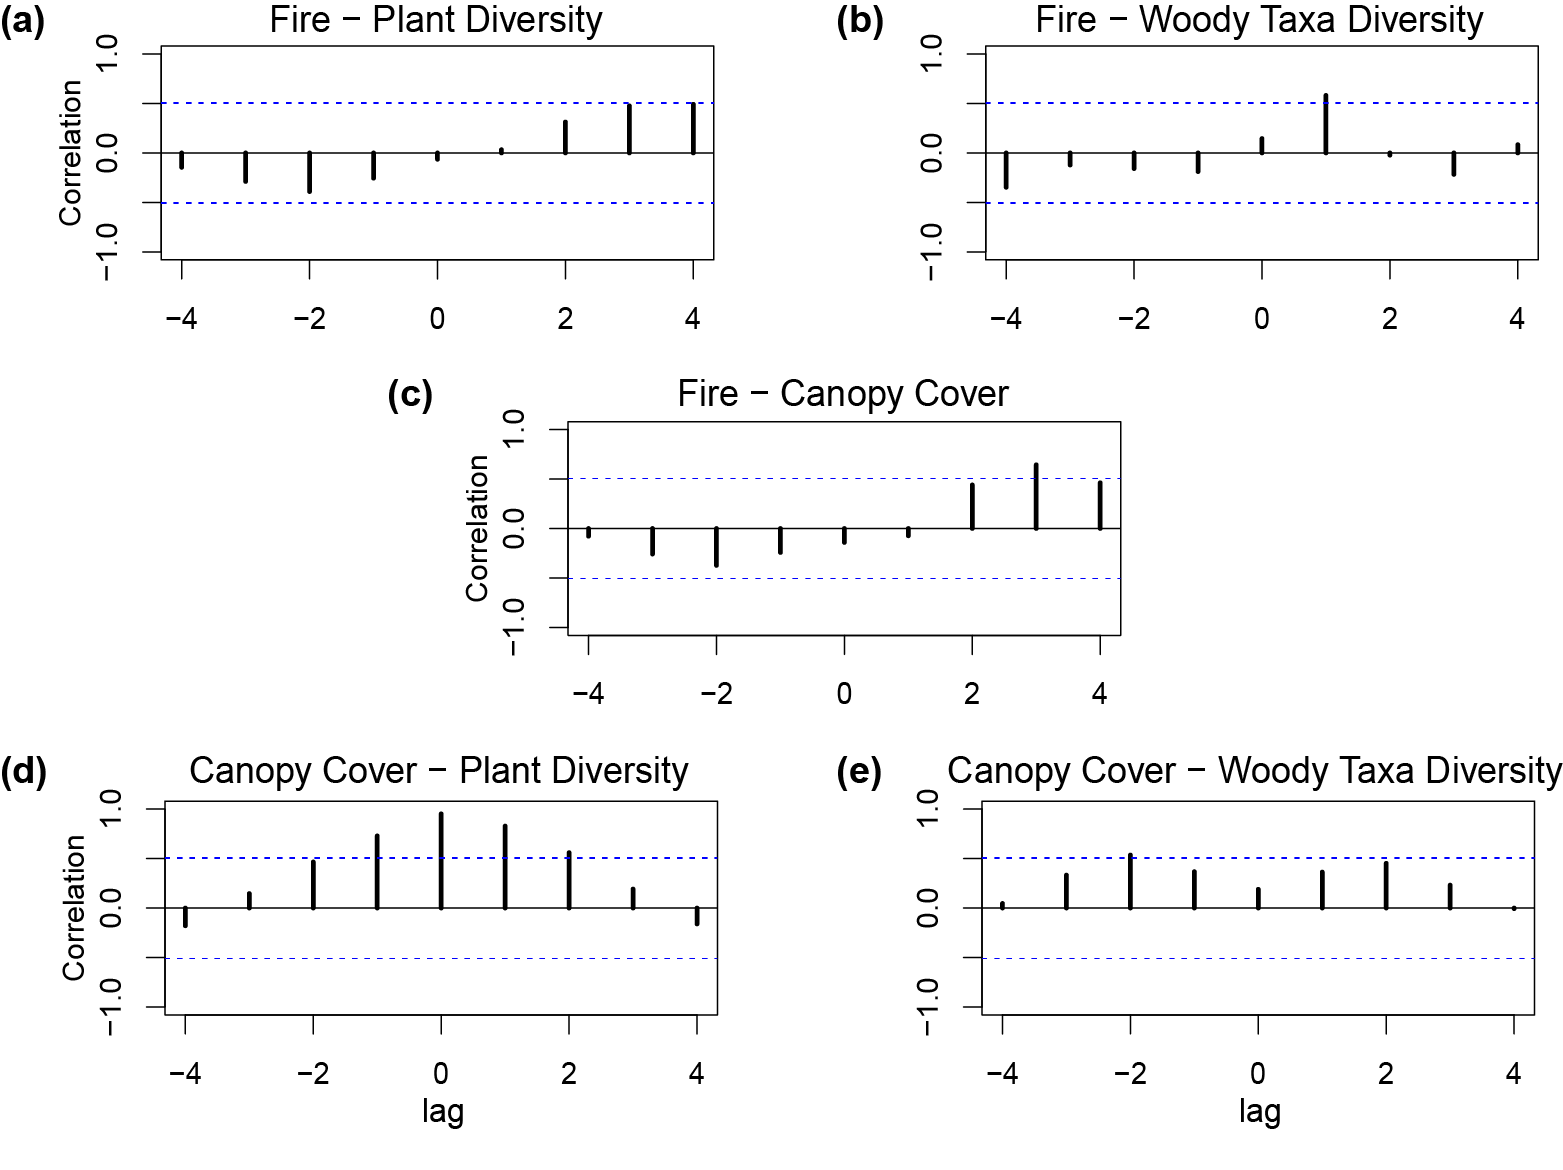 (a) Fire − Plant Diversity
Correlation
1.0
0.0
−1.0
−4 −2 0 2 4
(b) Fire − Woody Taxa Diversity
1.0
0.0
−1.0
−4 −2 0 2 4
(c) Fire − Canopy Cover
Correlation
1.0
0.0
−1.0
−4 −2 0 2 4
(d) Canopy Cover − Plant Diversity
Correlation
1.0
0.0
−1.0
−4 −2 0 2 4
lag
(e) Canopy Cover − Woody Taxa Diversity
1.0
0.0
−1.0
−4 −2 0 2 4
lag